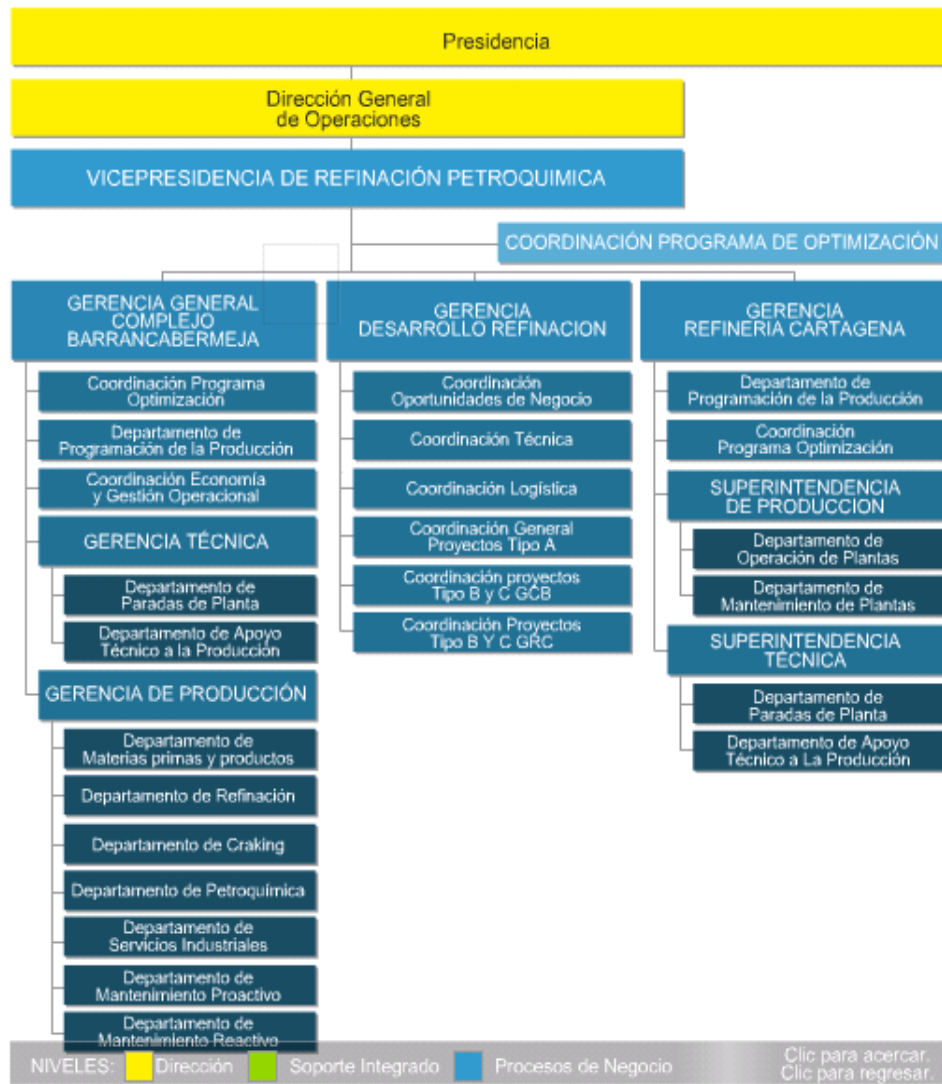 Presidencia
Dirección General
de Operaciones
VICEPRESIDENCIA DE REFINACIÓN PETROQUIMICA
COORDINACIÓN PROGRAMA DE OPTIMIZACIÓN
GERENCIA GENERAL
COMPLEJO
BARRANCABERMEJA
Coordinación Programa
Optimización
Departamento de
Programación de la Producción
Coordinación Economía
y Gestión Operacional
GERENCIA TÉCNICA
Departamento de
Paradas de Planta
Departamento de Apoyo
Técnico a la Producción
GERENCIA DE PRODUCCIÓN
Departamento de
Materias primas y productos
Departamento de Refinación
Departamento de Craking
Departamento de Petroquímica
Departamento de
Servicios Industriales
Departamento de
Mantenimiento Proactivo
Departamento de
Mantenimiento Reactivo
GERENCIA
DESARROLLO REFINACION
Coordinación
Oportunidades de Negocio
Coordinación Técnica
Coordinación Logística
Coordinación General
Proyectos Tipo A
Coordinación proyectos
Tipo B y C GCB
Coordinación Proyectos
Tipo B Y C GRC
GERENCIA
REFINERIA CARTAGENA
Departamento de
Programación de la Producción
Coordinación
Programa Optimización
SUPERINTENDENCIA
DE PRODUCCION
Departamento de
Operación de Plantas
Departamento de
Mantenimiento de Plantas
SUPERINTENDENCIA
TÉCNICA
Departamento de
Paradas de Planta
Departamento de Apoyo
Técnico a La Producción
NIVELES: Dirección Soporte Integrado Procesos de Negocio
Clic para acercar.
Clic para regresar.